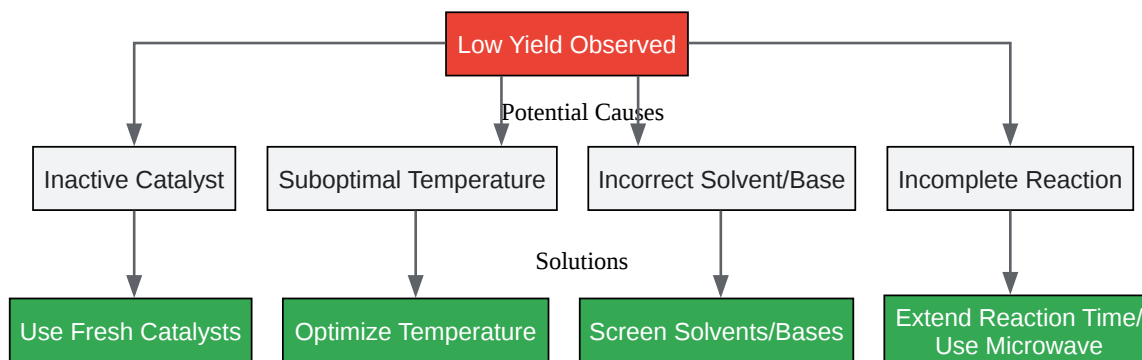 Low Yield Observed
Potential Causes
Inactive Catalyst
Suboptimal Temperature
Incorrect Solvent/Base
Incomplete Reaction
Solutions
Use Fresh Catalysts
Optimize Temperature
Screen Solvents/Bases
Extend Reaction Time/
Use Microwave